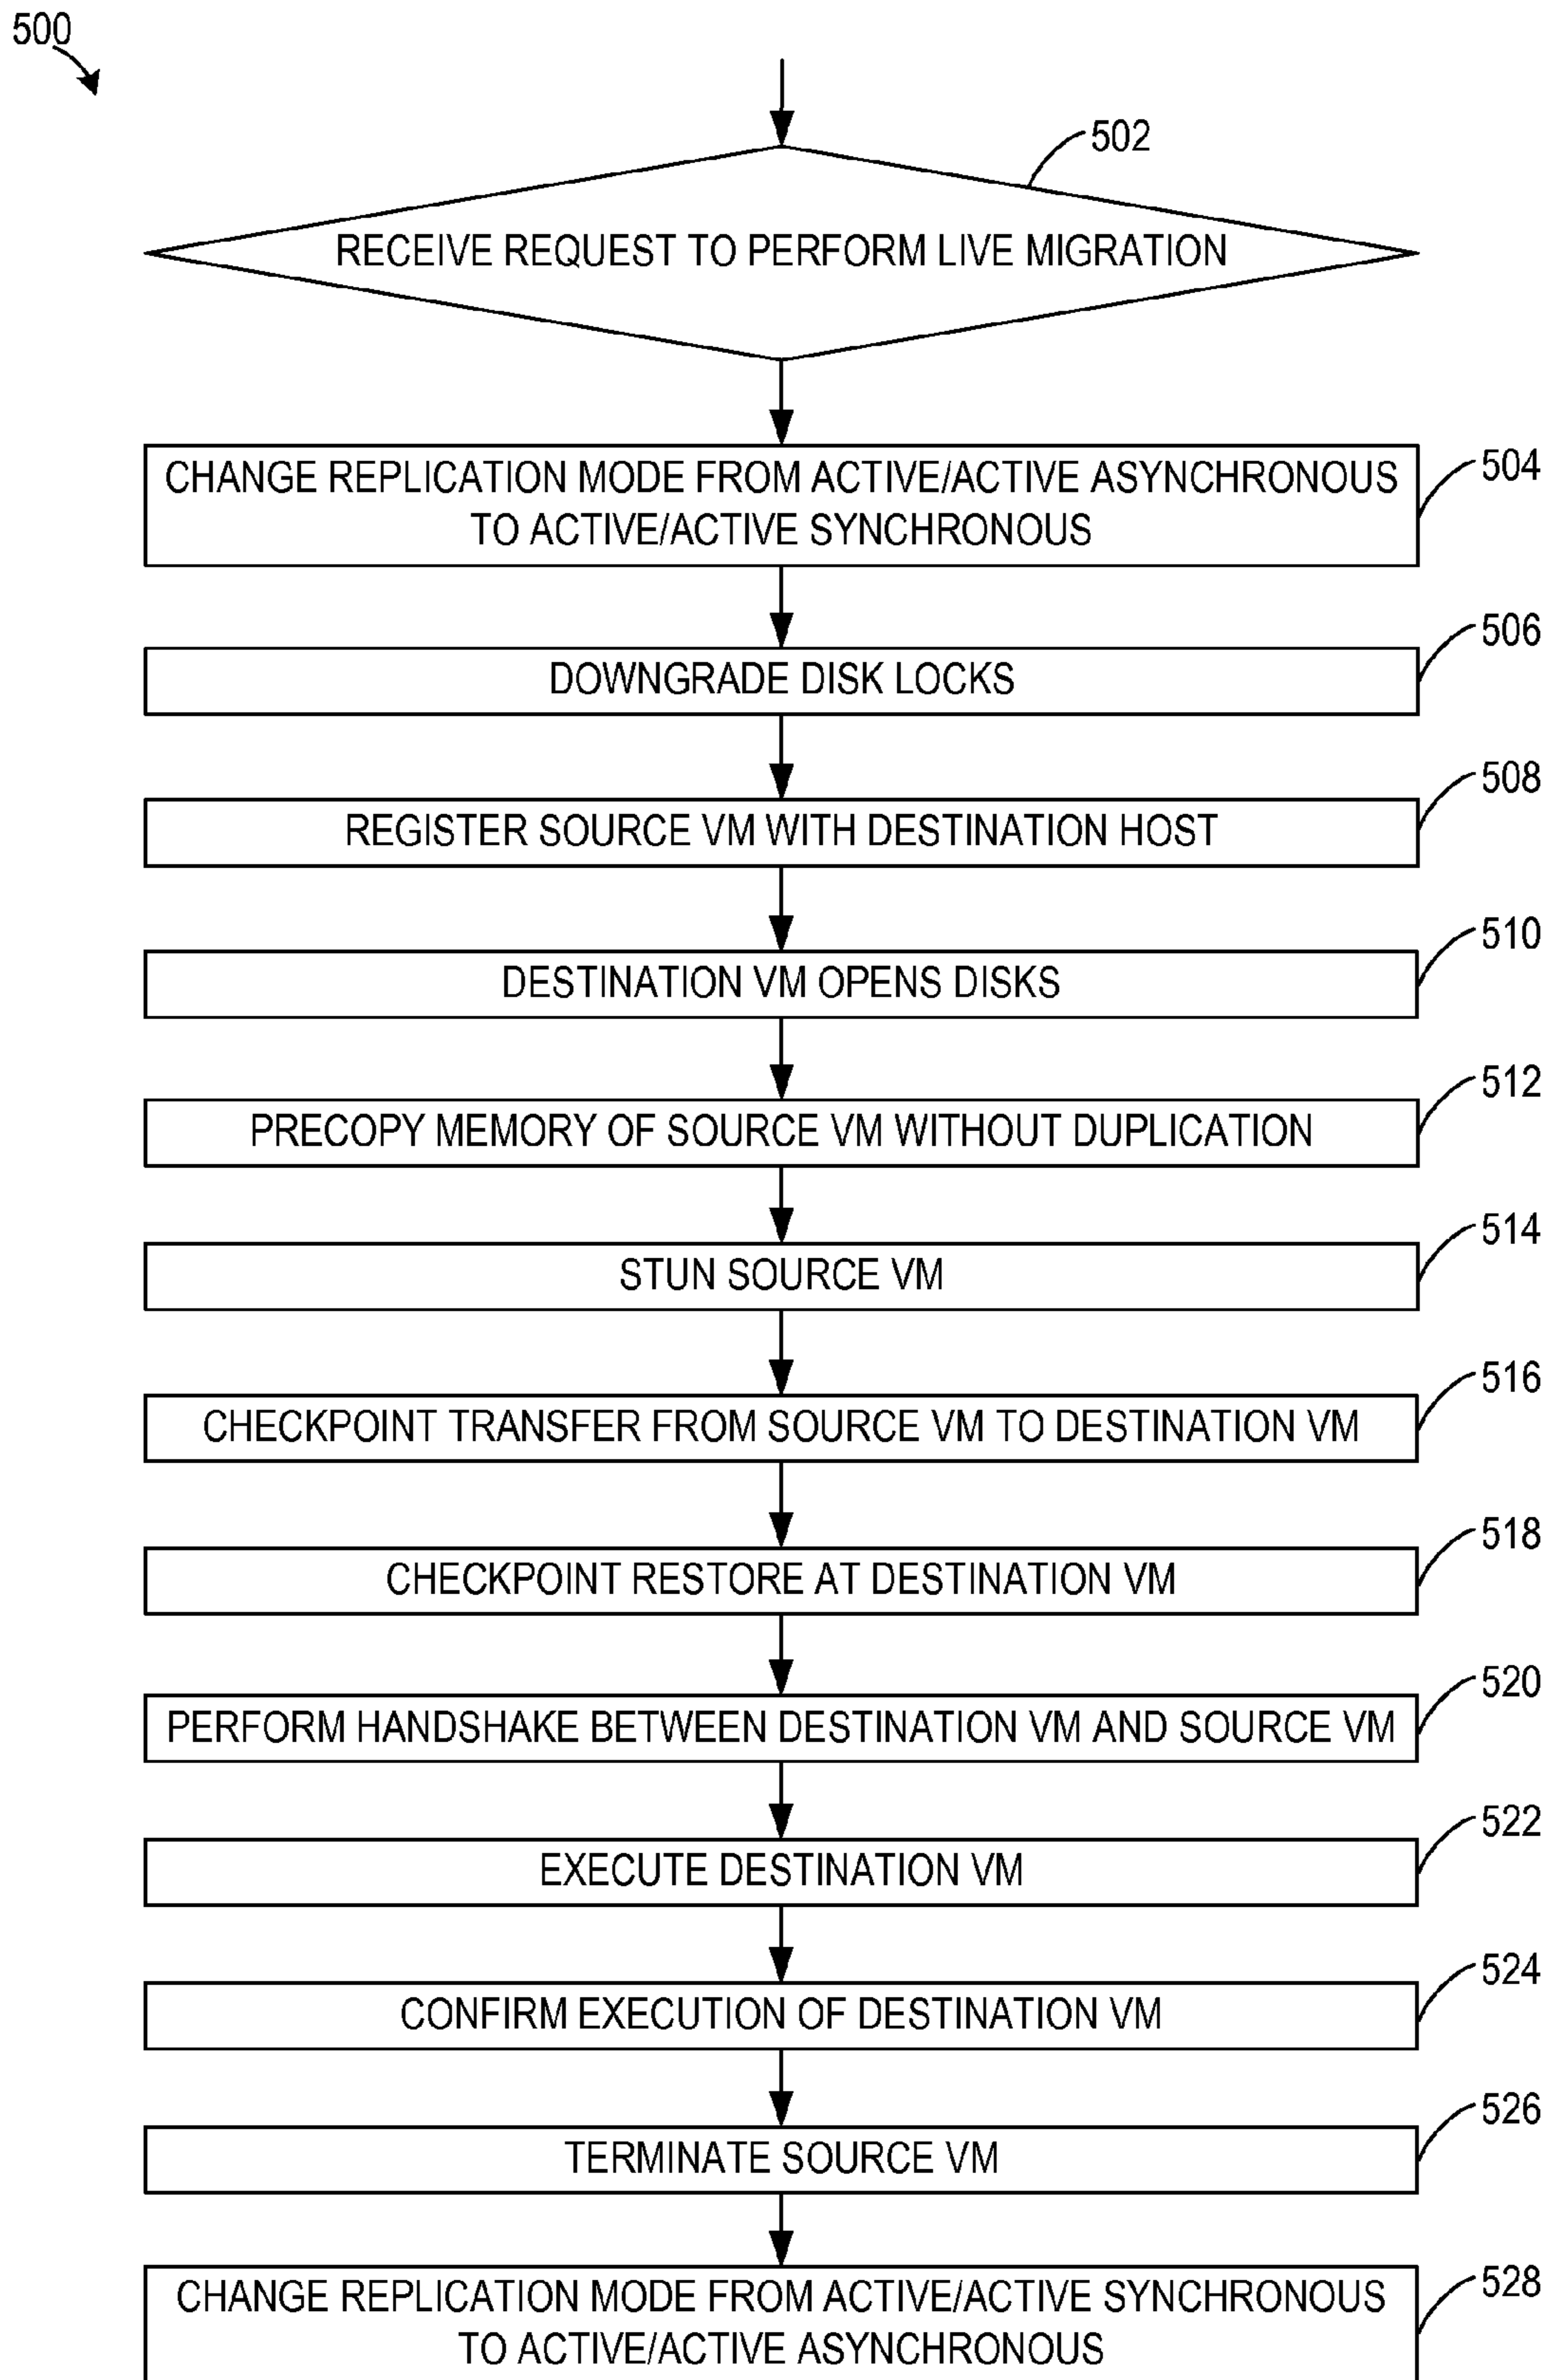 500
502
RECEIVE REQUEST TO PERFORM LIVE MIGRATION
504
CHANGE REPLICATION MODE FROM ACTIVE/ACTIVE ASYNCHRONOUS
TO ACTIVE/ACTIVE SYNCHRONOUS
506
DOWNGRADE DISK LOCKS
508
REGISTER SOURCE VM WITH DESTINATION HOST
510
DESTINATION VM OPENS DISKS
512
PRECOPY MEMORY OF SOURCE VM WITHOUT DUPLICATION
514
STUN SOURCE VM
516
CHECKPOINT TRANSFER FROM SOURCE VM TO DESTINATION VM
518
CHECKPOINT RESTORE AT DESTINATION VM
520
PERFORM HANDSHAKE BETWEEN DESTINATION VM AND SOURCE VM
522
EXECUTE DESTINATION VM
524
CONFIRM EXECUTION OF DESTINATION VM
526
TERMINATE SOURCE VM
528
CHANGE REPLICATION MODE FROM ACTIVE/ACTIVE SYNCHRONOUS
TO ACTIVE/ACTIVE ASYNCHRONOUS